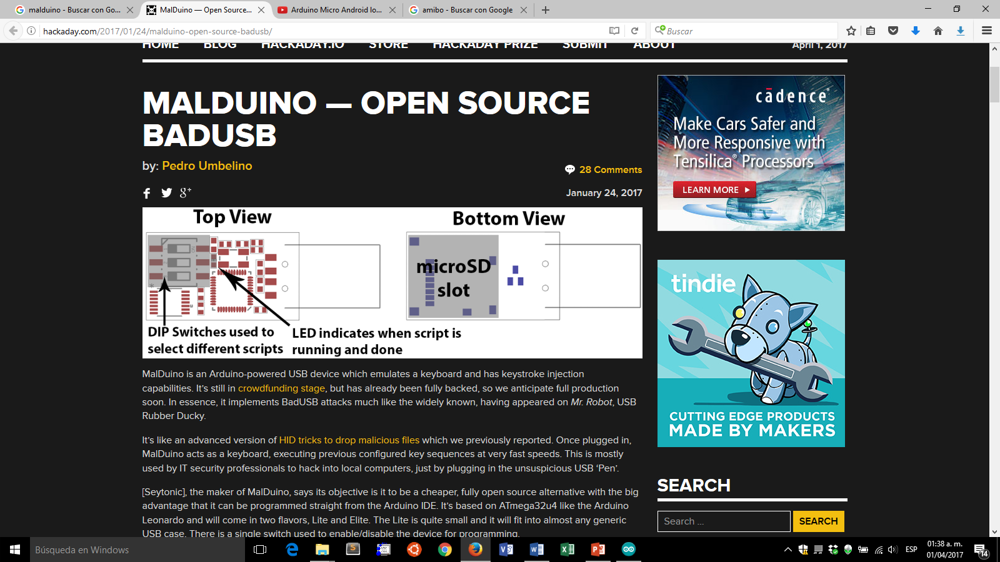 malduino - Buscar con Go...
MalDuino — Open Source...
Arduino Micro Android lo...
amibo - Buscar con Google
hackaday.com/2017/01/24/malduino-open-source-badusb/
Buscar
HOME BLOG HACKADAY.IO STORE HACKADAY PRIZE SUBMIT ABOUT
April 1, 2017
MALDUINO — OPEN SOURCE
BADUSB
by: Pedro Umbelino
28 Comments
January 24, 2017
Top View
Bottom View
microSD
slot
DIP Switches used to
select different scripts
LED indicates when script is
running and done
MalDuino is an Arduino-powered USB device which emulates a keyboard and has keystroke injection
capabilities. It’s still in crowdfunding stage, but has already been fully backed, so we anticipate full production
soon. In essence, it implements BadUSB attacks much like the widely known, having appeared on Mr. Robot, USB
Rubber Ducky.
It’s like an advanced version of HID tricks to drop malicious files which we previously reported. Once plugged in,
MalDuino acts as a keyboard, executing previous configured key sequences at very fast speeds. This is mostly
used by IT security professionals to hack into local computers, just by plugging in the unsuspicious USB ‘Pen’.
[Seytonic], the maker of MalDuino, says its objective is it to be a cheaper, fully open source alternative with the big
advantage that it can be programmed straight from the Arduino IDE. It’s based on ATmega32u4 like the Arduino
Leonardo and will come in two flavors, Lite and Elite. The Lite is quite small and it will fit into almost any generic
USB case. There is a single switch used to enable/disable the device for programming.
cādence®
Make Cars Safer and
More Responsive with
Tensilica® Processors
LEARN MORE
tindie
CUTTING EDGE PRODUCTS
MADE BY MAKERS
SEARCH
Search ...
SEARCH
Búsqueda en Windows
ESP
01:38 a. m.
01/04/2017
14